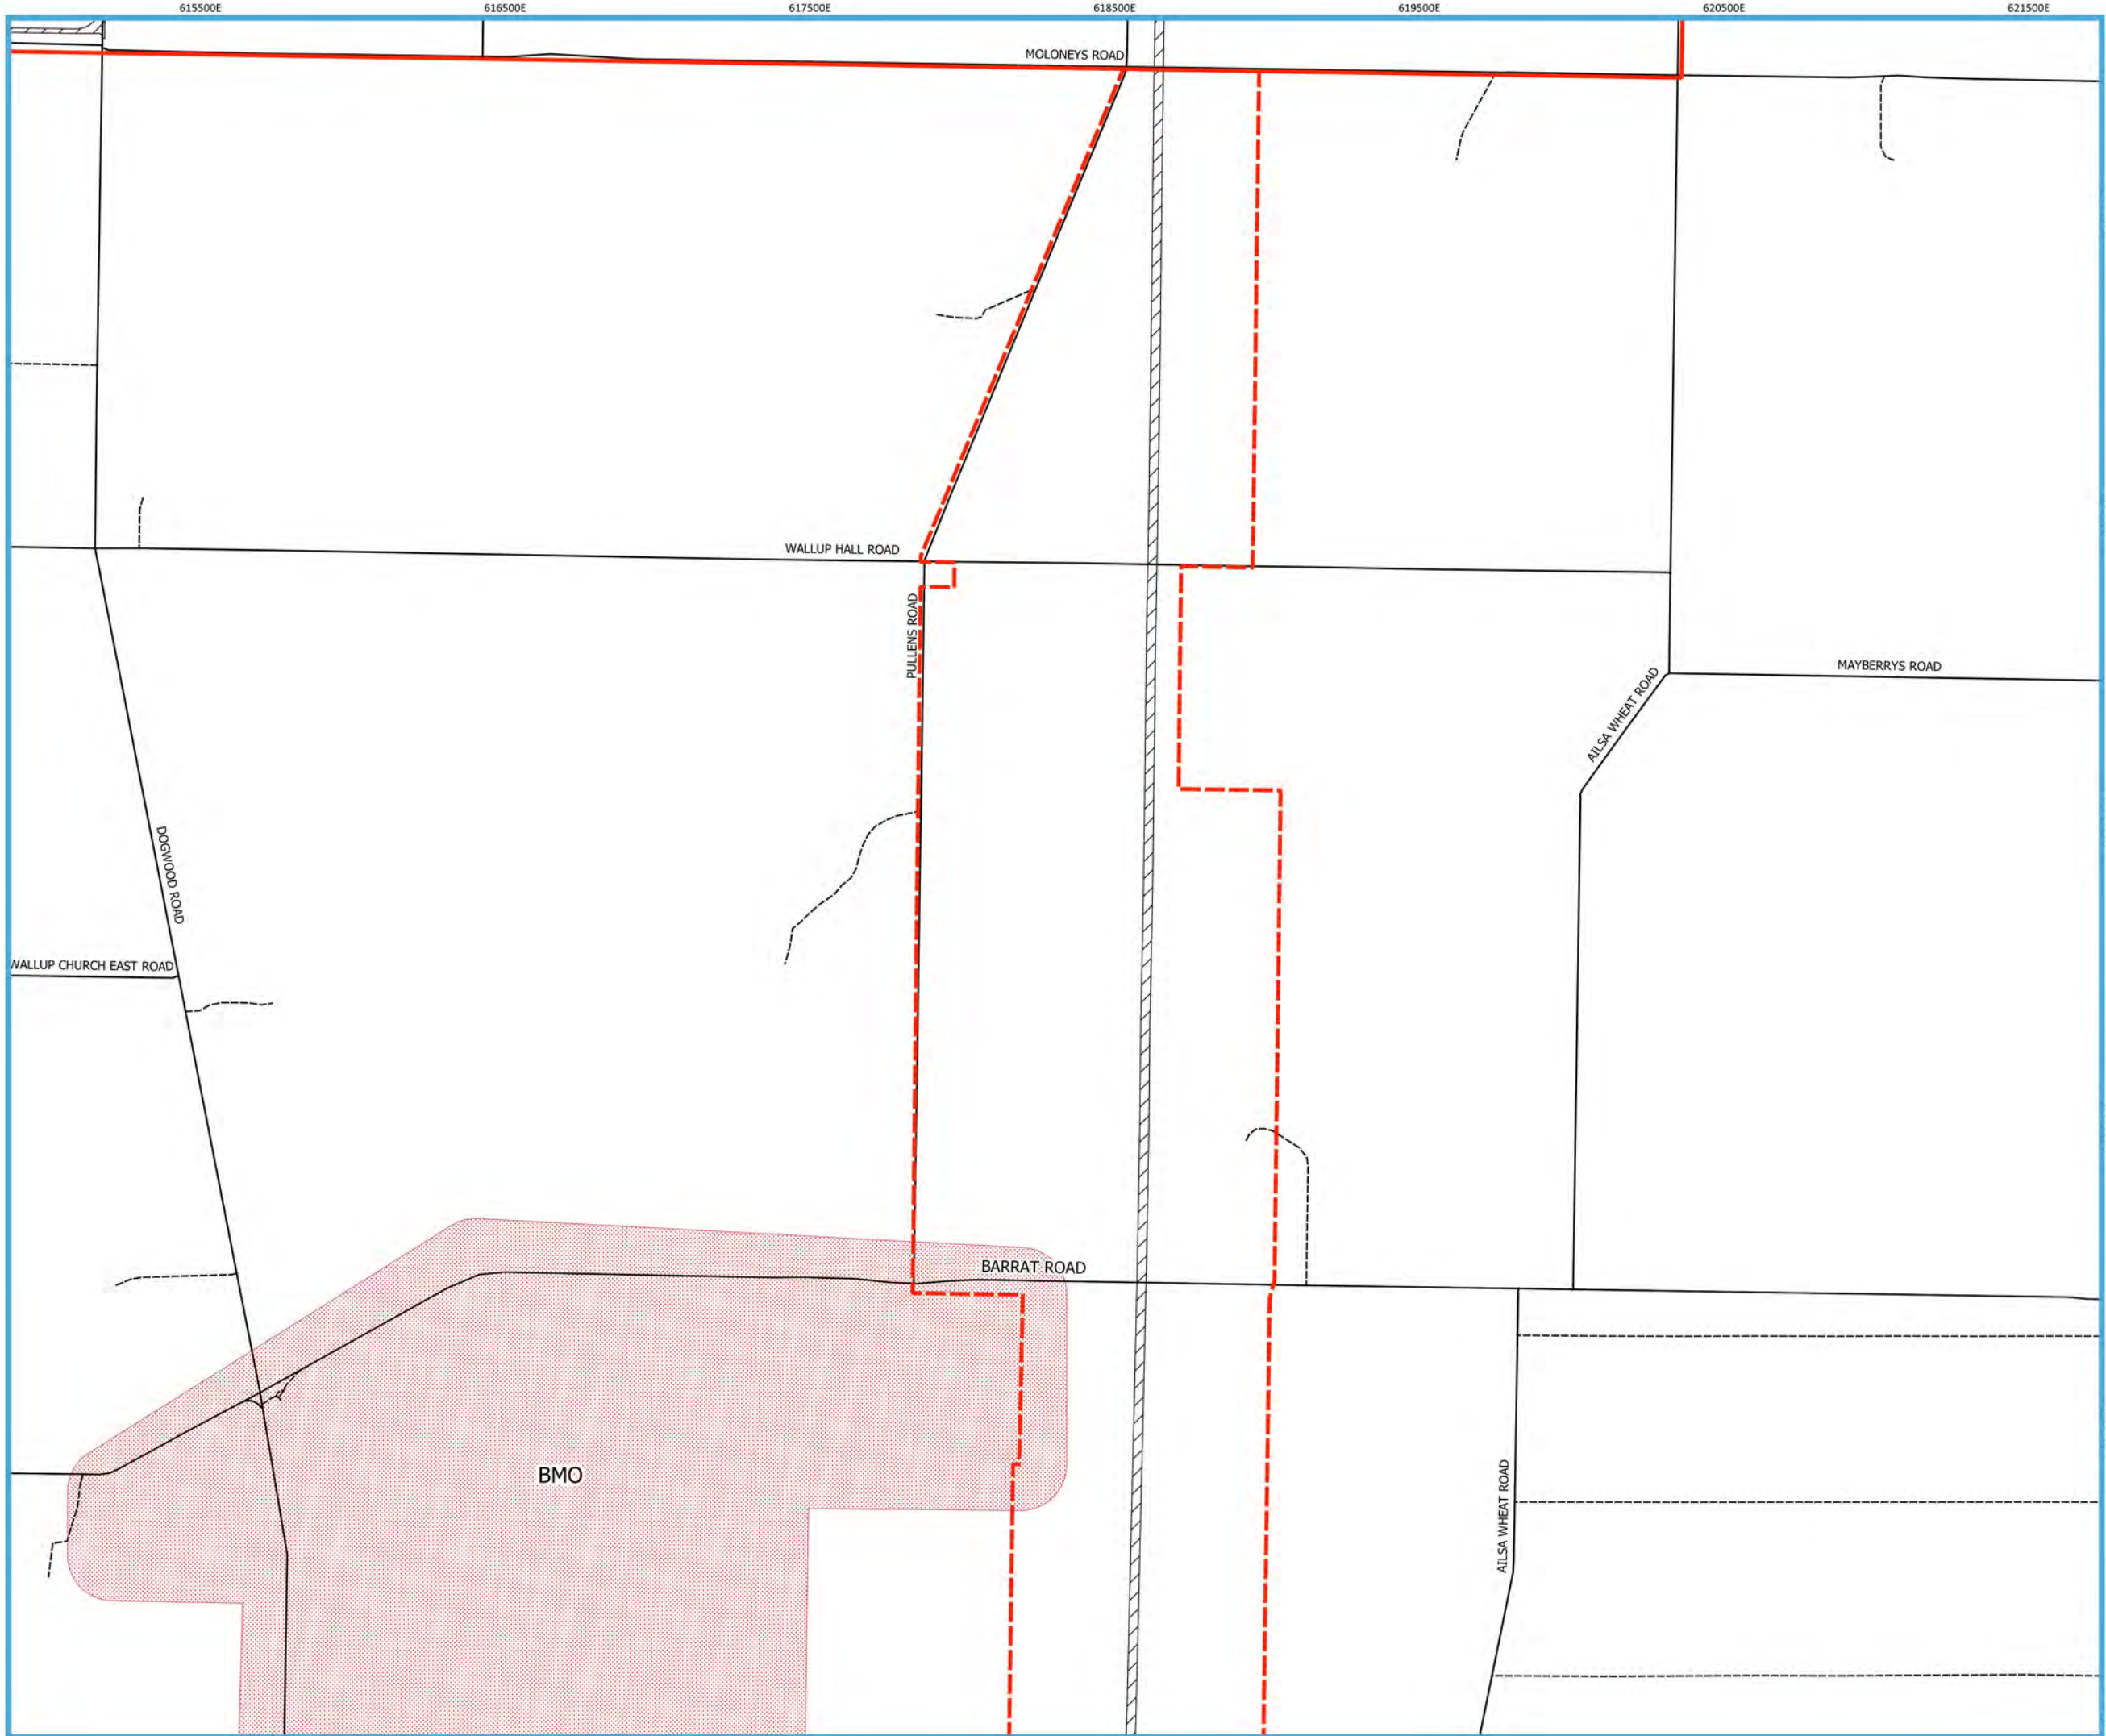 615500E 616500E 617500E 618500E 619500E 620500E 621500E
MOLONEYS ROAD
WALLUP HALL ROAD
PULLENS ROAD
MAYBERRYS ROAD
AILSA WHEAT ROAD
DOGWOOD ROAD
WALLUP CHURCH EAST ROAD
BARRAT ROAD
BMO
AILSA WHEAT ROAD